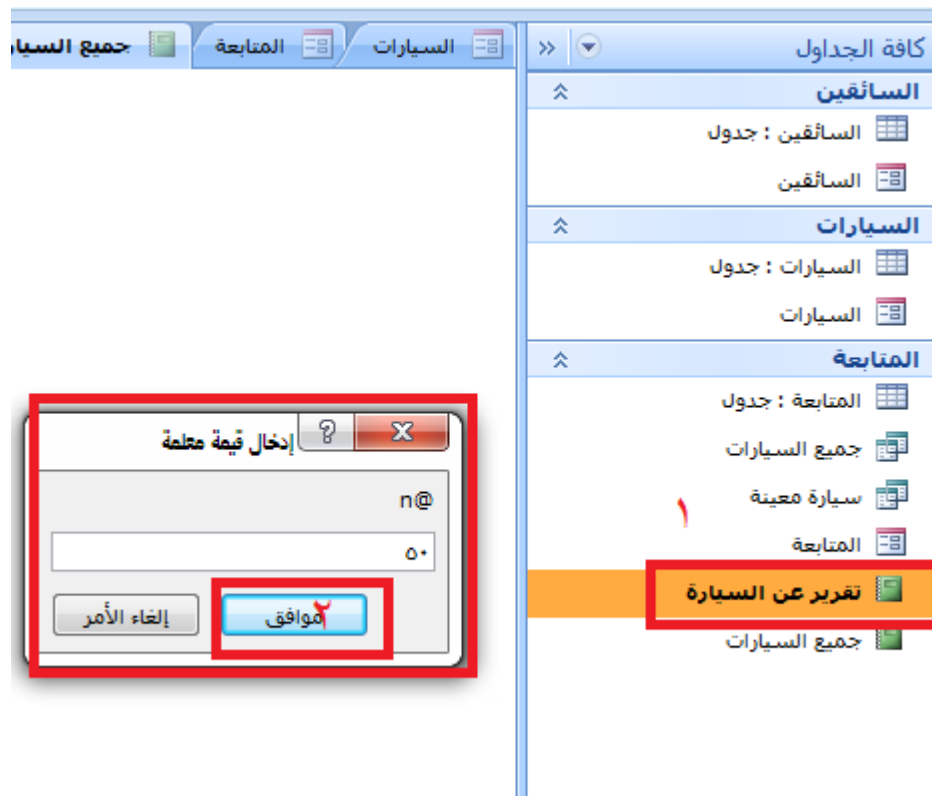 السيارات
المتابعة
جميع السيار
كافة الجداول
السائقين
السائقين : جدول
السائقين
السيارات
السيارات : جدول
السيارات
المتابعة
المتابعة : جدول
جميع السيارات
سيارة معينة
١
المتابعة
تقرير عن السيارة
جميع السيارات
إدخال قيمة معلمة
n@
٥٠
موافق
٢
إلغاء الأمر